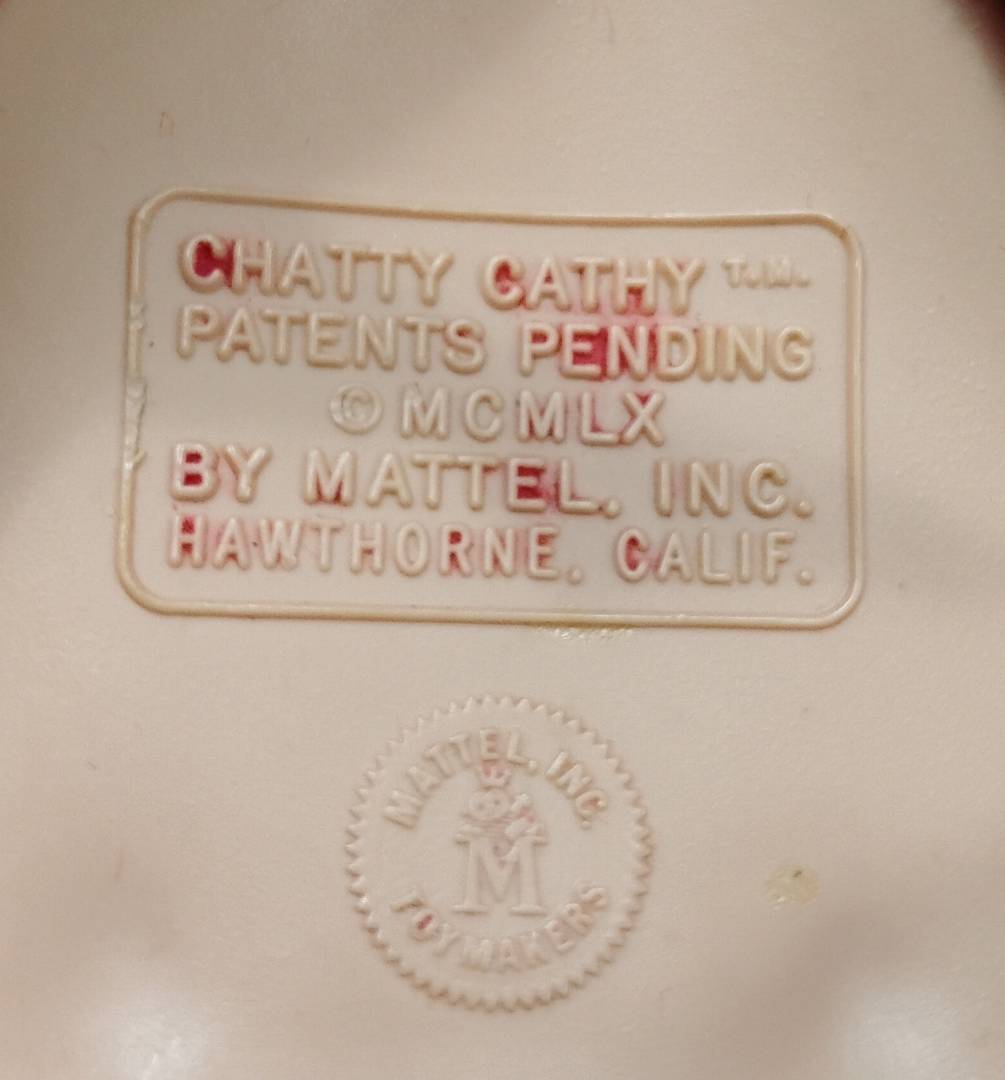 CHATTY CATHY T.M.
PATENTS PENDING
© MCMLX
BY MATTEL, INC.
HAWTHORNE, CALIF.
MATTEL, INC.
M
TOYMAKERS